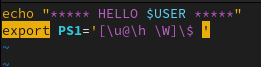 echo "***** HELLO $USER *****"
export PS1='[\u@\h \W]\$ '
~
~